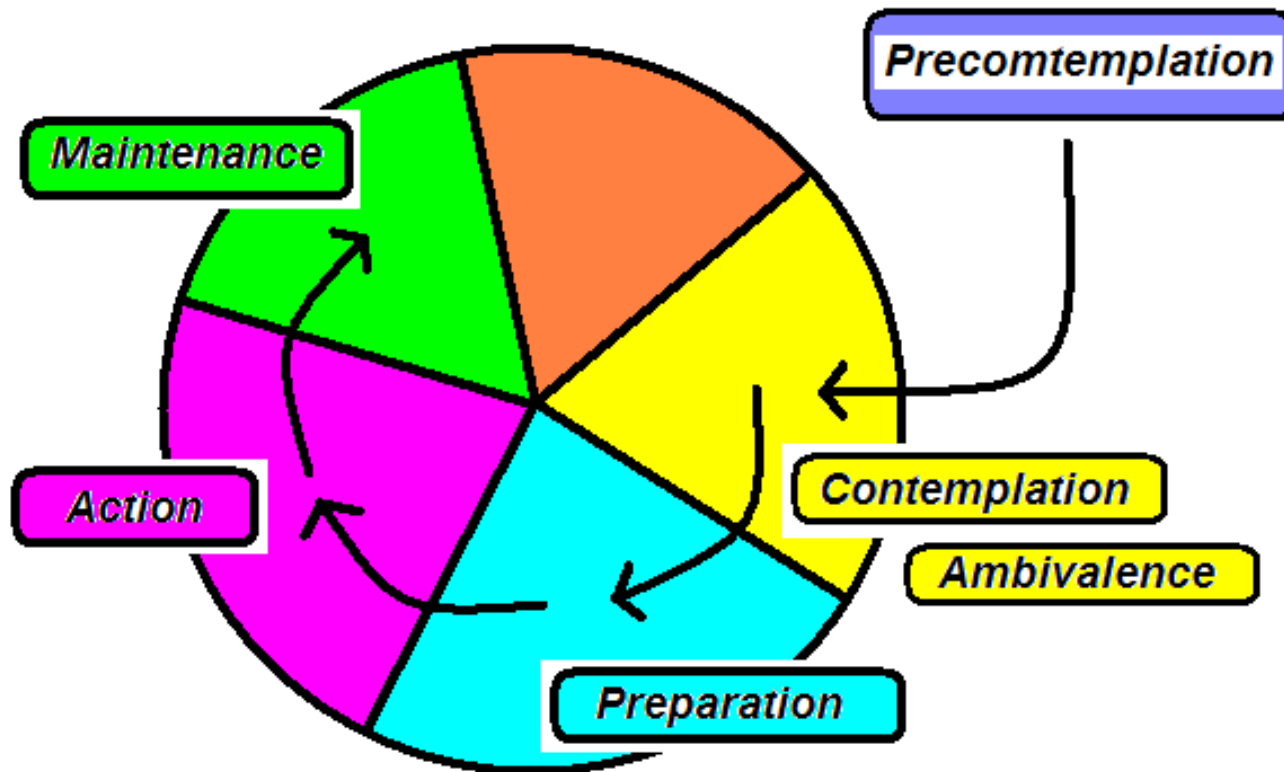 Precomtemplation
Maintenance
Contemplation
Action
Ambivalence
Preparation